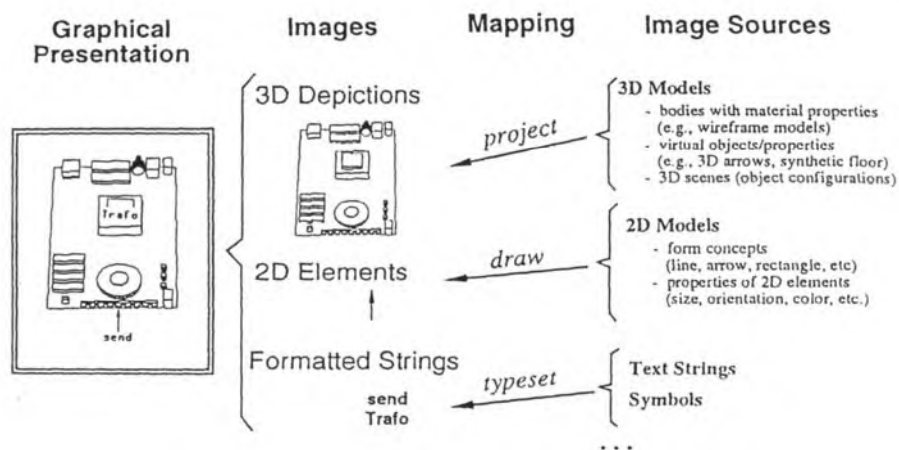 Graphical
Presentation
Images
Mapping
Image Sources
Trafo
send
3D Depictions
2D Elements
Formatted Strings
send
Trafo
project
draw
typeset
3D Models
- bodies with material properties
(e.g., wireframe models)
- virtual objects/properties
(e.g., 3D arrows, synthetic floor)
- 3D scenes (object configurations)
2D Models
- form concepts
(line, arrow, rectangle, etc)
- properties of 2D elements
(size, orientation, color, etc.)
Text Strings
Symbols
. . .